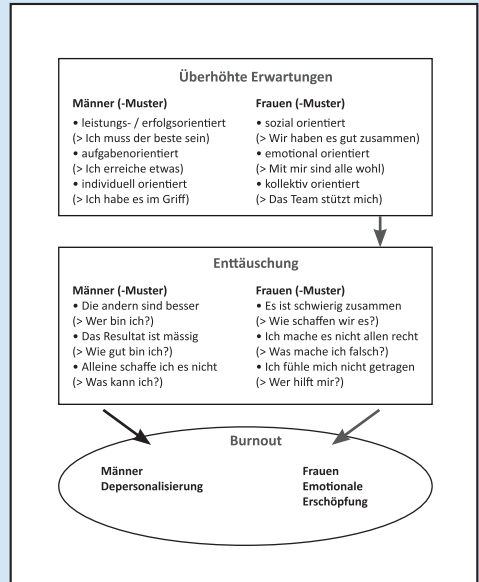 Überhöhte Erwartungen
Männer (-Muster)
• leistungs- / erfolgsorientiert
(> Ich muss der beste sein)
• aufgabenorientiert
(> Ich erreiche etwas)
• individuell orientiert
(> Ich habe es im Griff)
Frauen (-Muster)
• sozial orientiert
(> Wir haben es gut zusammen)
• emotional orientiert
(> Mit mir sind alle wohl)
• kollektiv orientiert
(> Das Team stützt mich)
Enttäuschung
Männer (-Muster)
• Die andern sind besser
(> Wer bin ich?)
• Das Resultat ist mässig
(> Wie gut bin ich?)
• Alleine schaffe ich es nicht
(> Was kann ich?)
Frauen (-Muster)
• Es ist schwierig zusammen
(> Wie schaffen wir es?)
• Ich mache es nicht allen recht
(> Was mache ich falsch?)
• Ich fühle mich nicht getragen
(> Wer hilft mir?)
Burnout
Männer
Depersonalisierung
Frauen
Emotionale
Erschöpfung